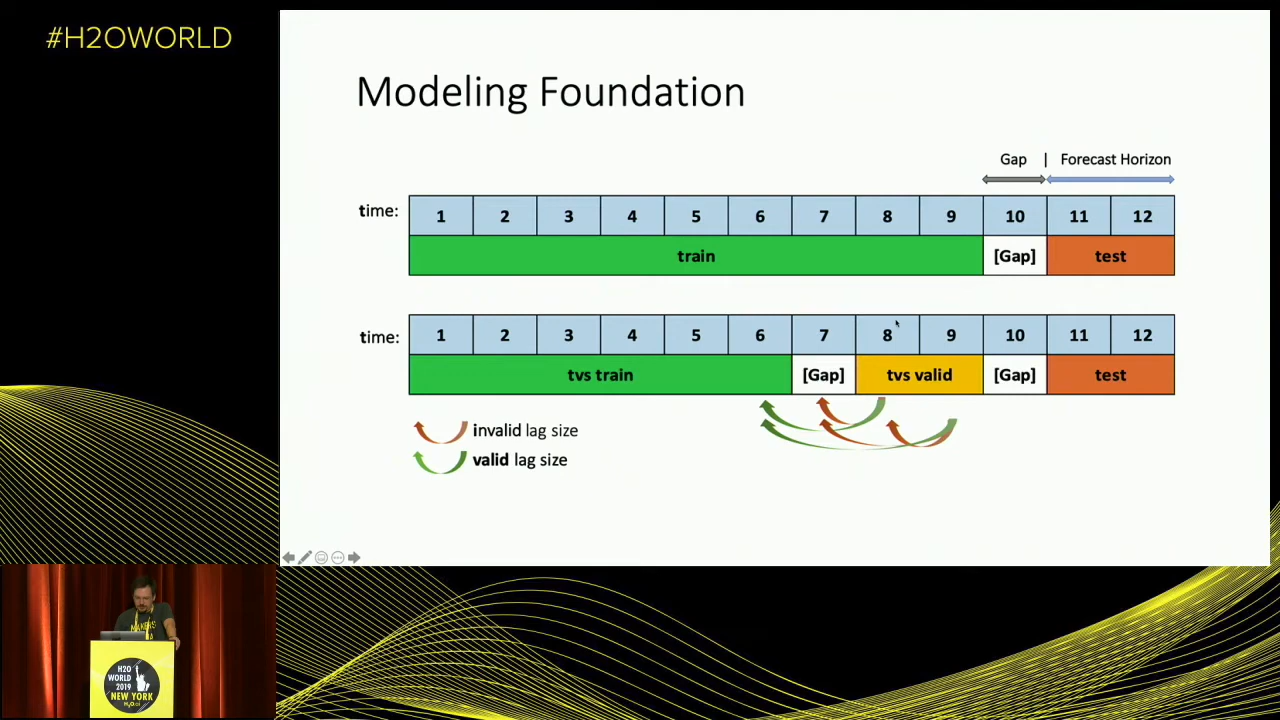 #H2OWORLD
Modeling Foundation
Gap | Forecast Horizon
time: 1 2 3 4 5 6 7 8 9 10 11 12
train [Gap] test
time: 1 2 3 4 5 6 7 8 9 10 11 12
tvs train [Gap] tvs valid [Gap] test
invalid lag size
valid lag size
H2O
WORLD
2019
NEW YORK
H2O.ai